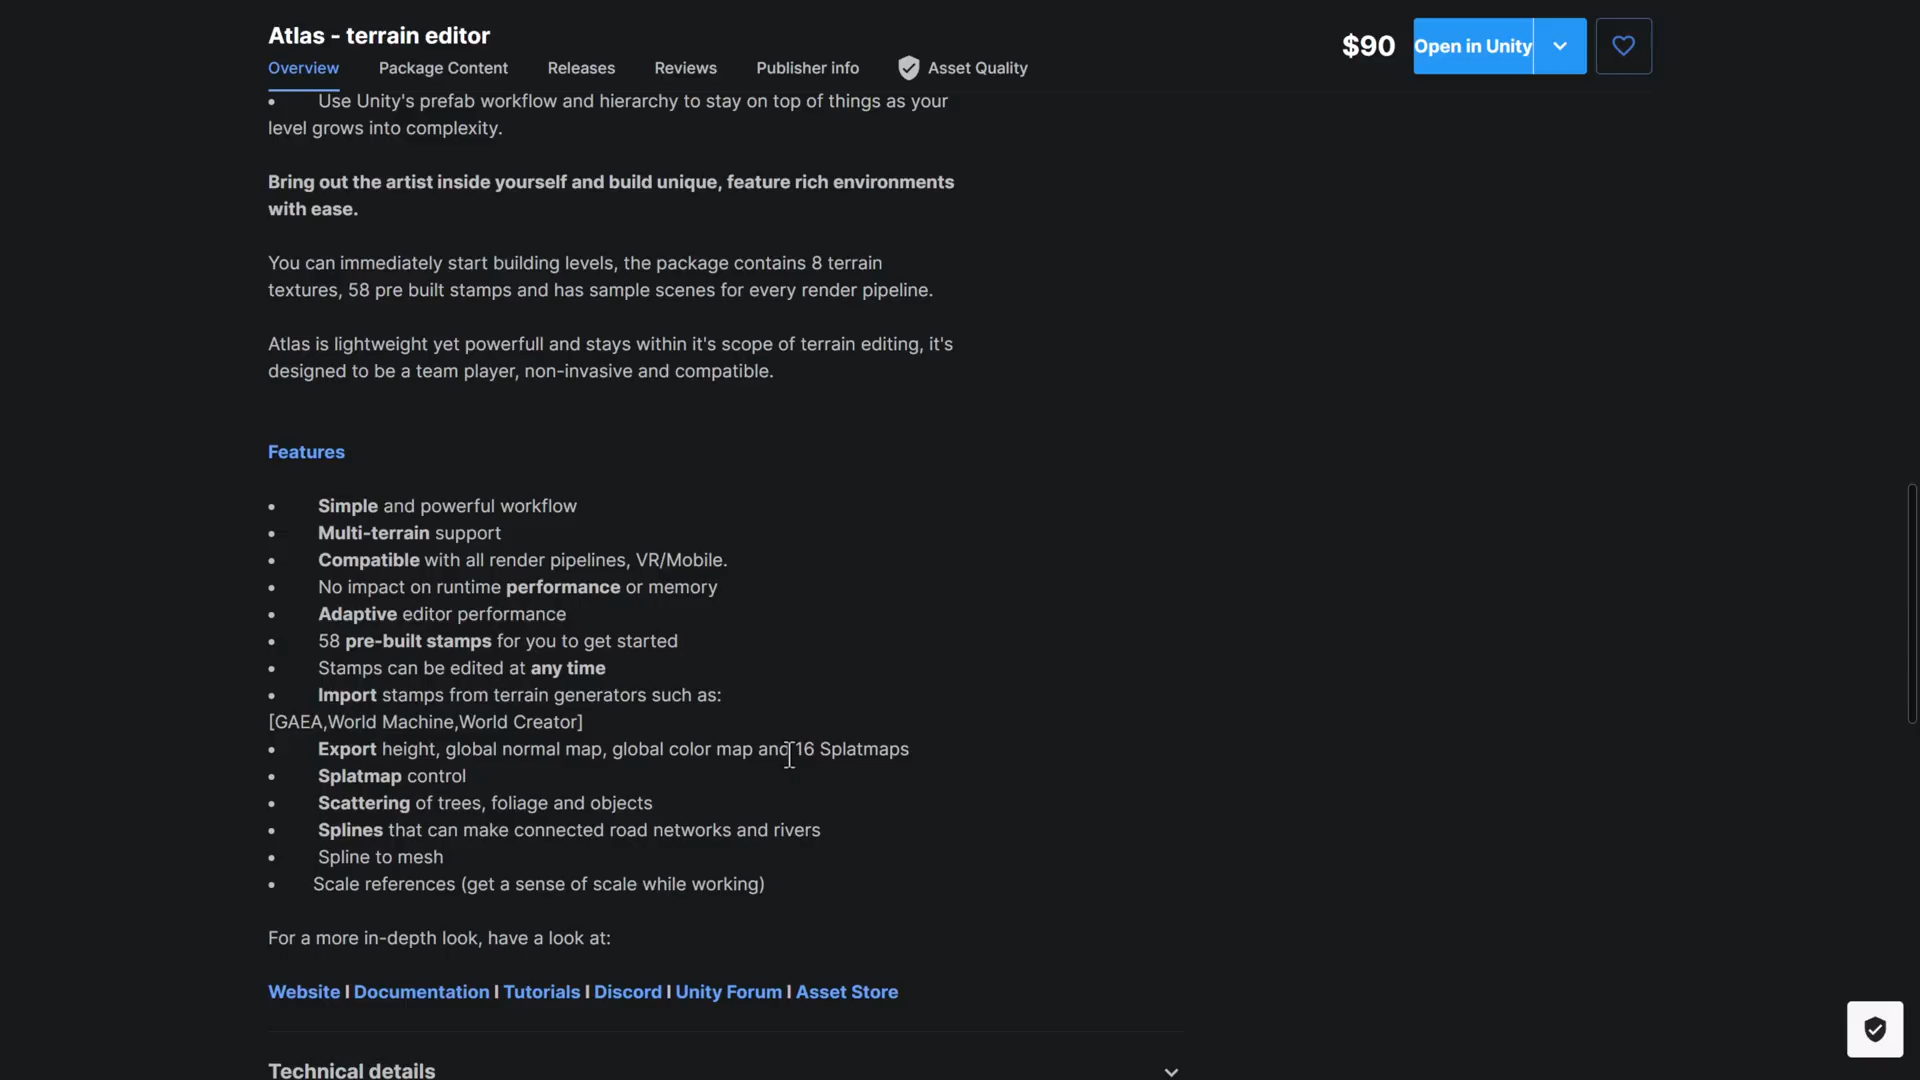 Atlas - terrain editor
$90
Open in Unity
Overview
Package Content
Releases
Reviews
Publisher info
Asset Quality
• Use Unity's prefab workflow and hierarchy to stay on top of things as your
level grows into complexity.
Bring out the artist inside yourself and build unique, feature rich environments
with ease.
You can immediately start building levels, the package contains 8 terrain
textures, 58 pre built stamps and has sample scenes for every render pipeline.
Atlas is lightweight yet powerfull and stays within it's scope of terrain editing, it's
designed to be a team player, non-invasive and compatible.
Features
• Simple and powerful workflow
• Multi-terrain support
• Compatible with all render pipelines, VR/Mobile.
• No impact on runtime performance or memory
• Adaptive editor performance
• 58 pre-built stamps for you to get started
• Stamps can be edited at any time
• Import stamps from terrain generators such as:
[GAEA,World Machine,World Creator]
• Export height, global normal map, global color map and 16 Splatmaps
• Splatmap control
• Scattering of trees, foliage and objects
• Splines that can make connected road networks and rivers
• Spline to mesh
• Scale references (get a sense of scale while working)
For a more in-depth look, have a look at:
Website | Documentation | Tutorials | Discord | Unity Forum | Asset Store
Technical details